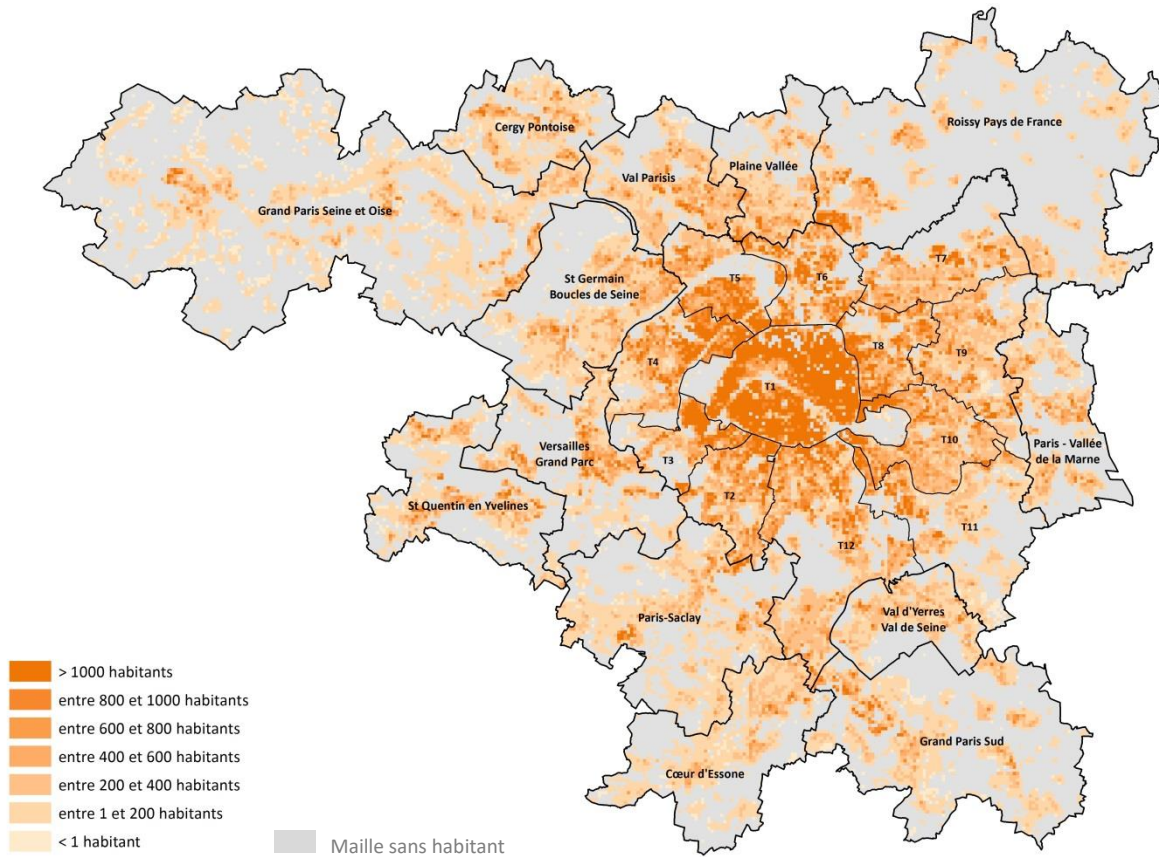 Cergy Pontoise
Roissy Pays de France
Val Parisis
Plaine Vallée
Grand Paris Seine et Oise
T7
St Germain
Boucles de Seine
T5
T6
T4
T8
T9
T1
Versailles
Grand Parc
T3
T10
Paris - Vallée
de la Marne
T2
St Quentin en Yvelines
T11
T12
Paris-Saclay
Val d'Yerres
Val de Seine
Grand Paris Sud
Cœur d'Essone
> 1000 habitants
entre 800 et 1000 habitants
entre 600 et 800 habitants
entre 400 et 600 habitants
entre 200 et 400 habitants
entre 1 et 200 habitants
< 1 habitant
Maille sans habitant